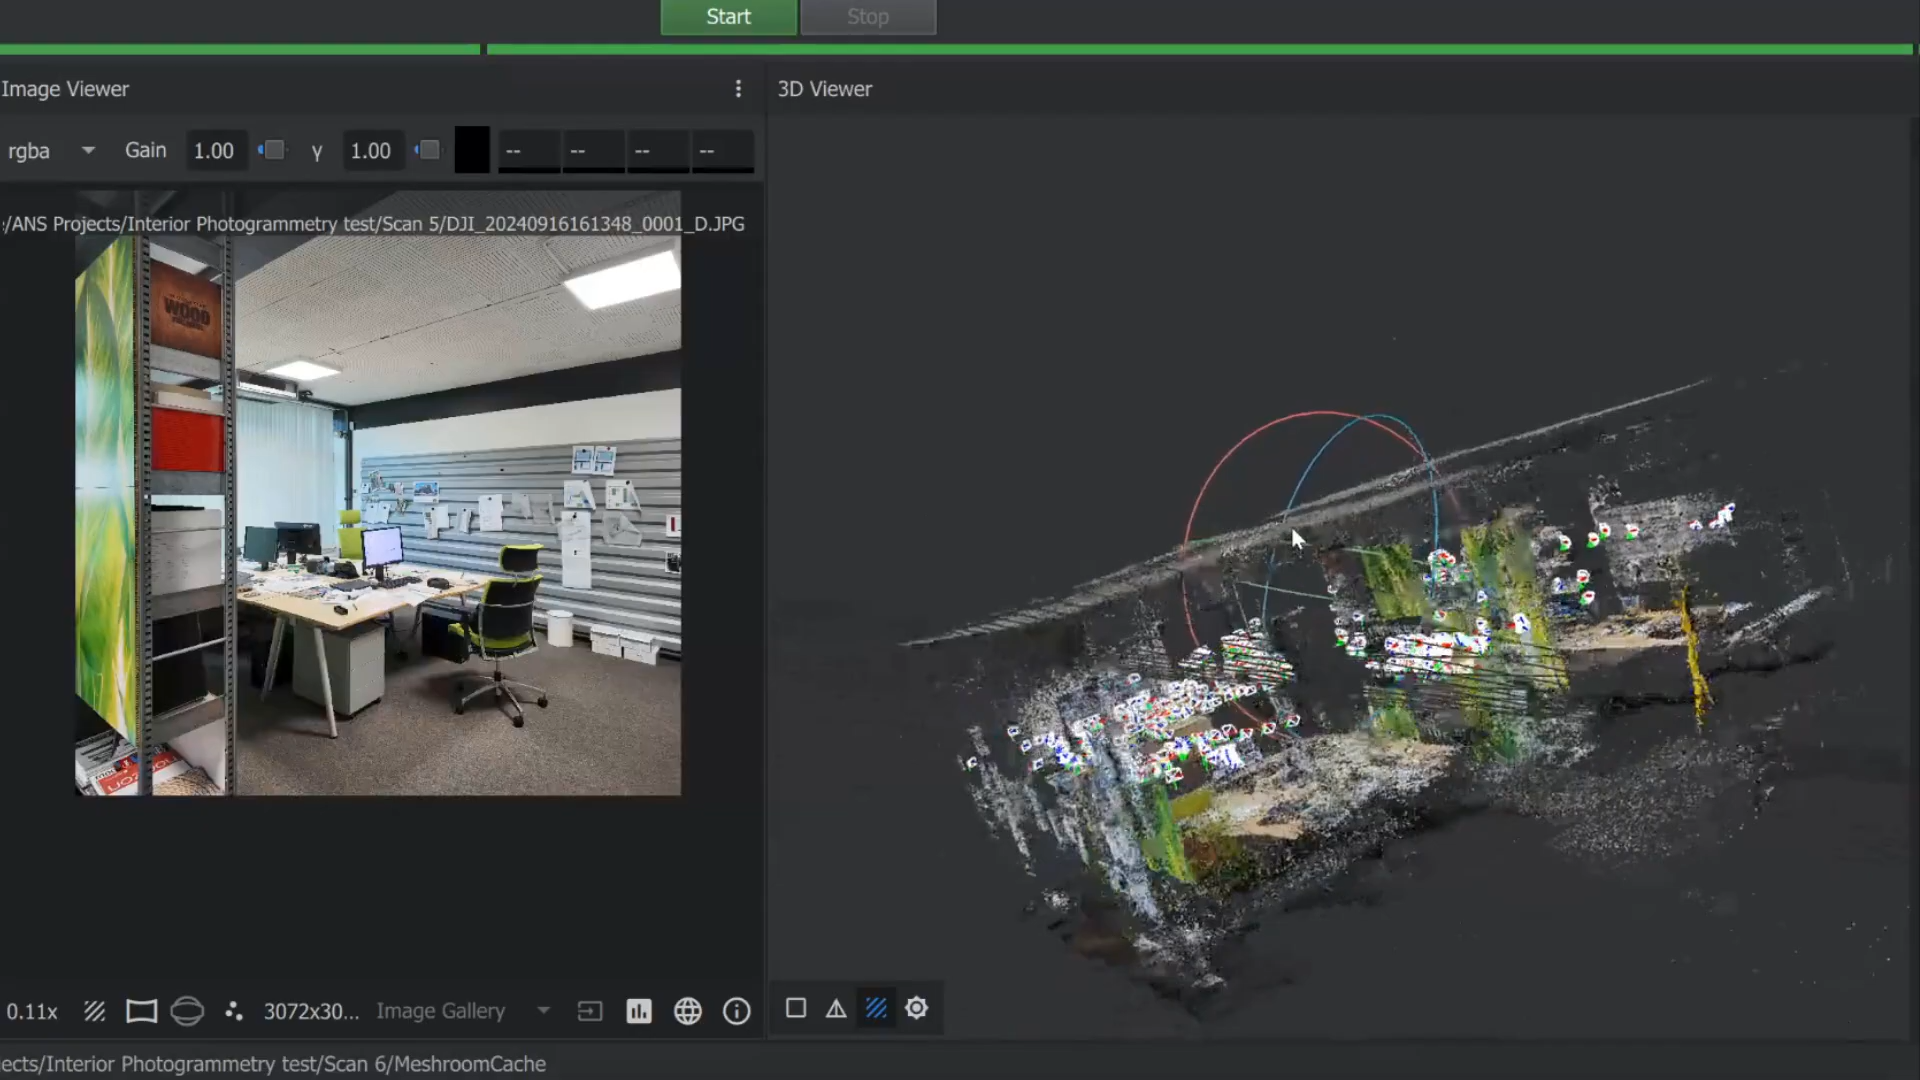 Start Stop
Image Viewer
3D Viewer
rgba Gain 1.00 γ 1.00 -- -- -- --
/ANS Projects/Interior Photogrammetry test/Scan 5/DJI_20240916161348_0001_D.JPG
WOOD
0.11x 3072x30... Image Gallery
ects/Interior Photogrammetry test/Scan 6/MeshroomCache